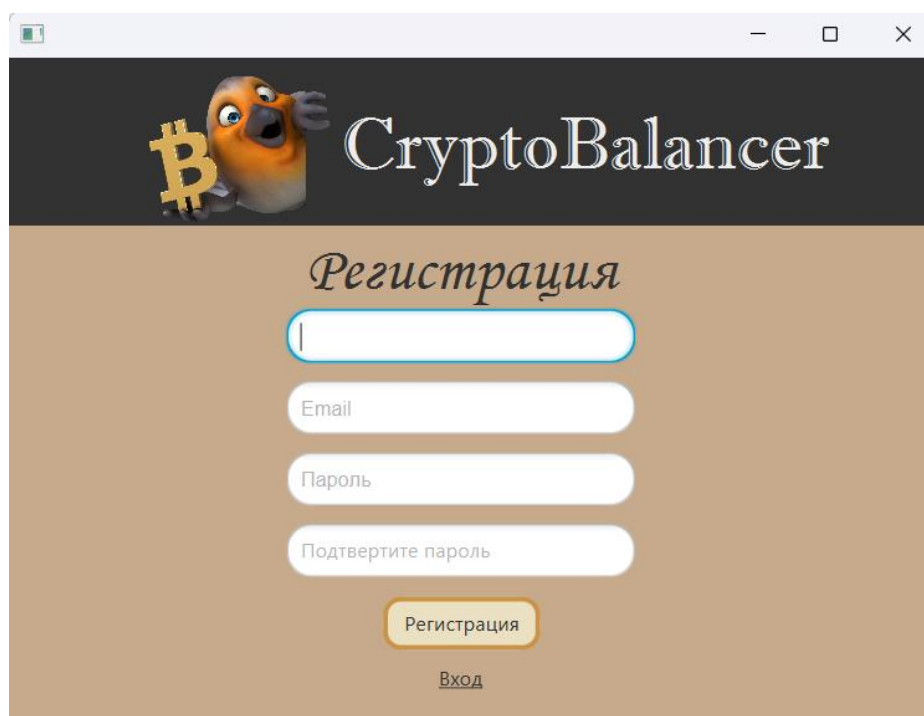 CryptoBalancer
Регистрация
Email
Пароль
Подтвертите пароль
Регистрация
Вход